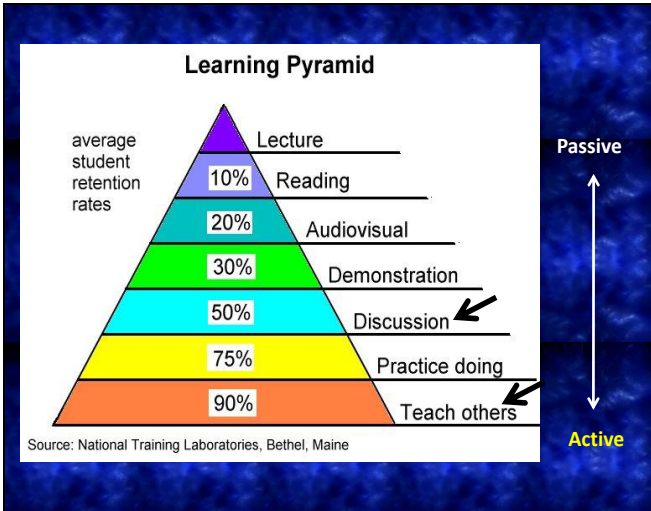 Learning Pyramid
average
student
retention
rates
Lecture
10% Reading
20% Audiovisual
30% Demonstration
50% Discussion
75% Practice doing
90% Teach others
Source: National Training Laboratories, Bethel, Maine
Passive
Active